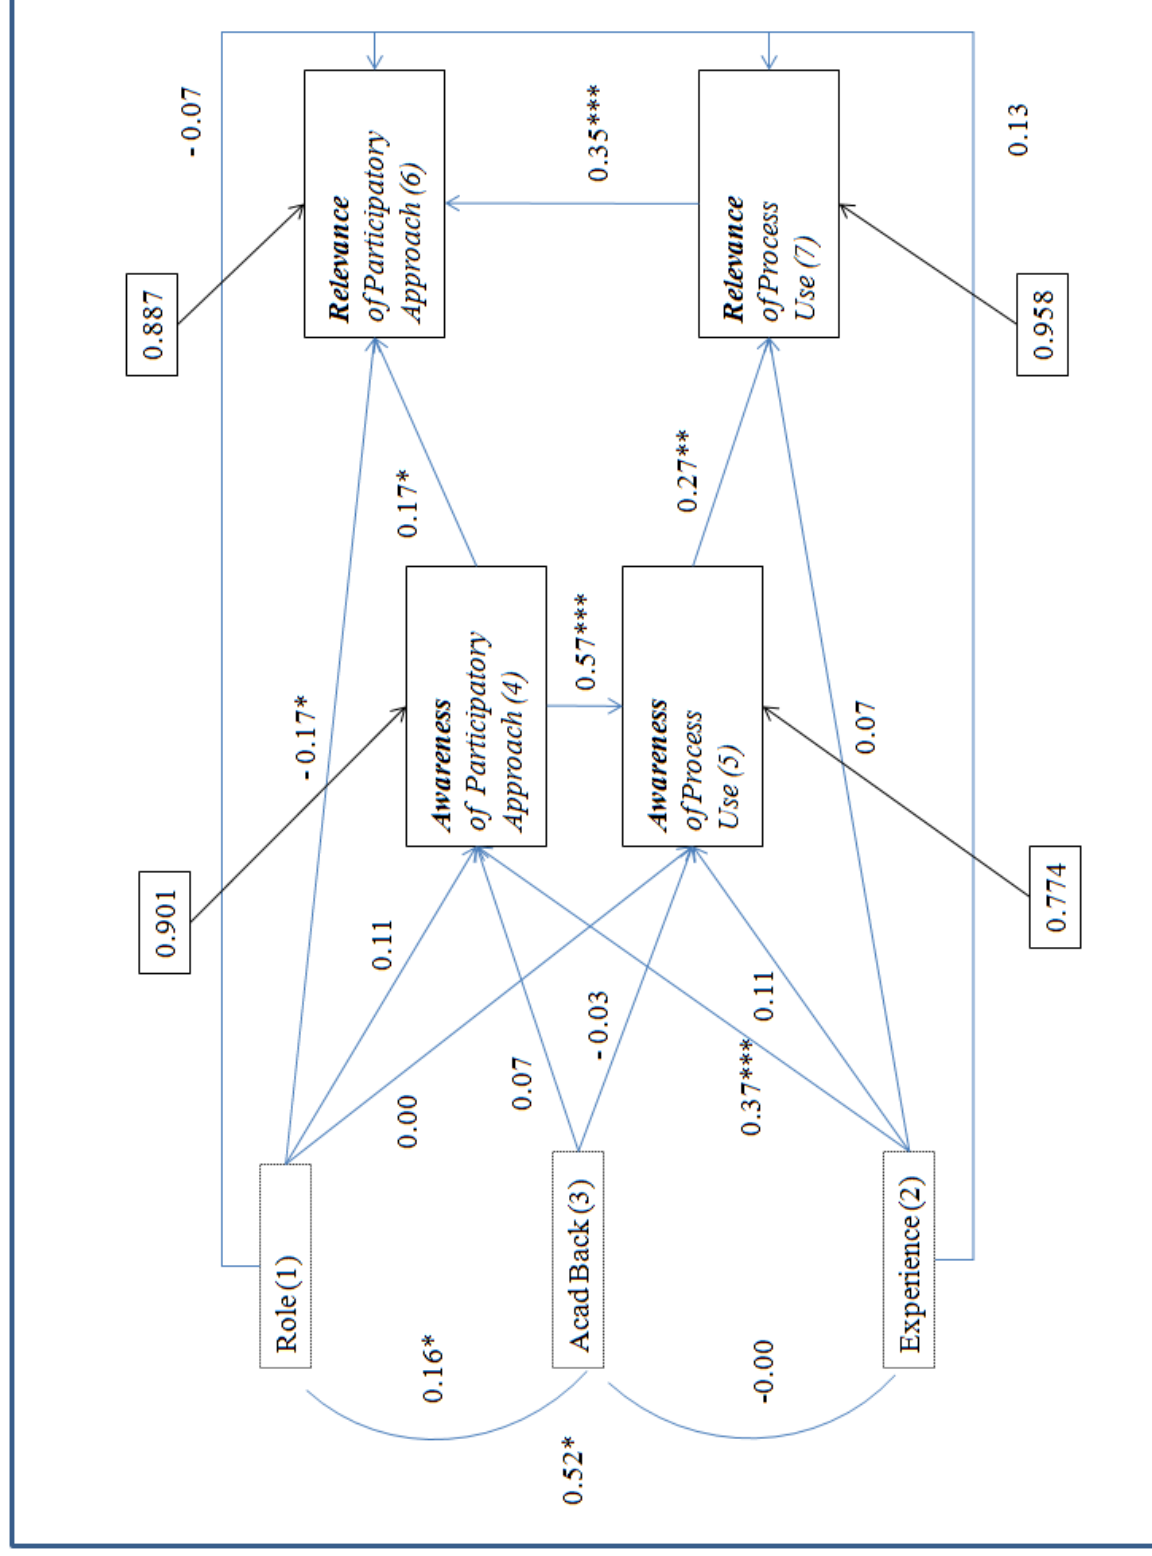 0.16*
0.52*
-0.00
Role (1)
Acad Back (3)
Experience (2)
0.00
0.07
- 0.03
0.37***
0.11
0.11
0.901
0.774
- 0.17*
Awareness
of Participatory
Approach (4)
0.57***
Awareness
of Process
Use (5)
0.07
0.17*
0.27**
0.887
0.958
Relevance
of Participatory
Approach (6)
0.35***
Relevance
of Process
Use (7)
- 0.07
0.13